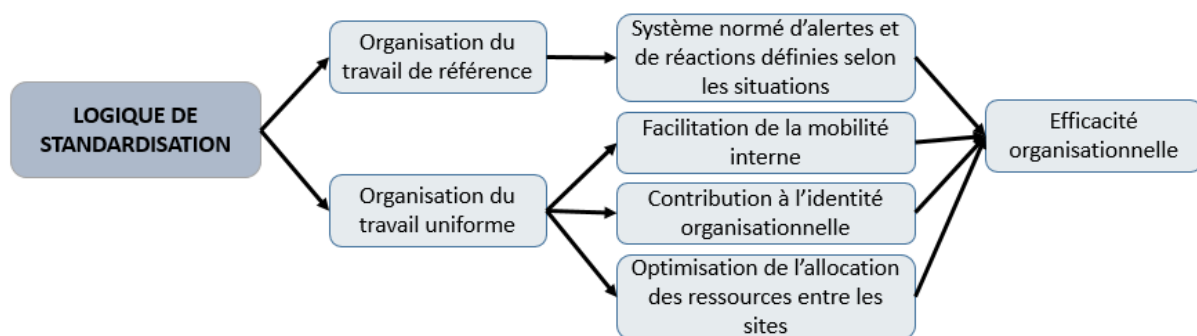 LOGIQUE DE
STANDARDISATION
Organisation du
travail de référence
Organisation du
travail uniforme
Système normé d'alertes et
de réactions définies selon
les situations
Facilitation de la mobilité
interne
Contribution à l'identité
organisationnelle
Optimisation de l'allocation
des ressources entre les
sites
Efficacité
organisationnelle